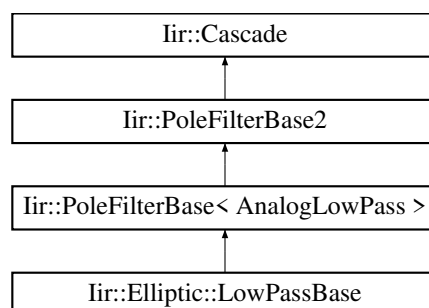 Iir::Cascade
Iir::PoleFilterBase2
Iir::PoleFilterBase< AnalogLowPass >
Iir::Elliptic::LowPassBase